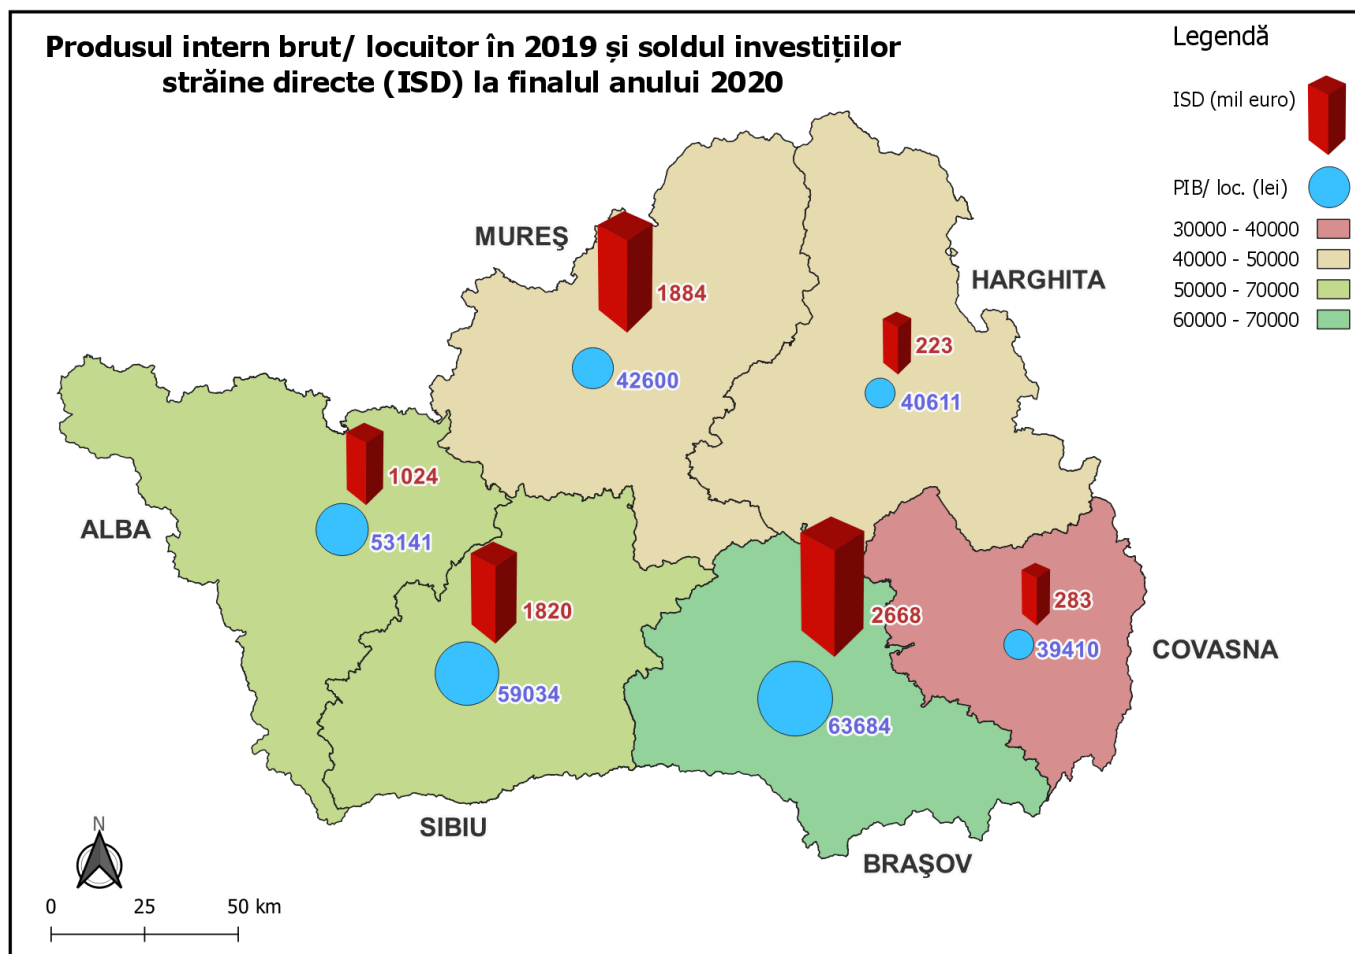 Produsul intern brut/ locuitor în 2019 și soldul investițiilor
străine directe (ISD) la finalul anului 2020
Legendă
ISD (mil euro)
PIB/ loc. (lei)
30000 - 40000
40000 - 50000
50000 - 70000
60000 - 70000
MUREŞ
1884
42600
HARGHITA
223
40611
ALBA
1024
53141
SIBIU
1820
59034
BRAŞOV
2668
63684
COVASNA
283
39410
N
0 25 50 km